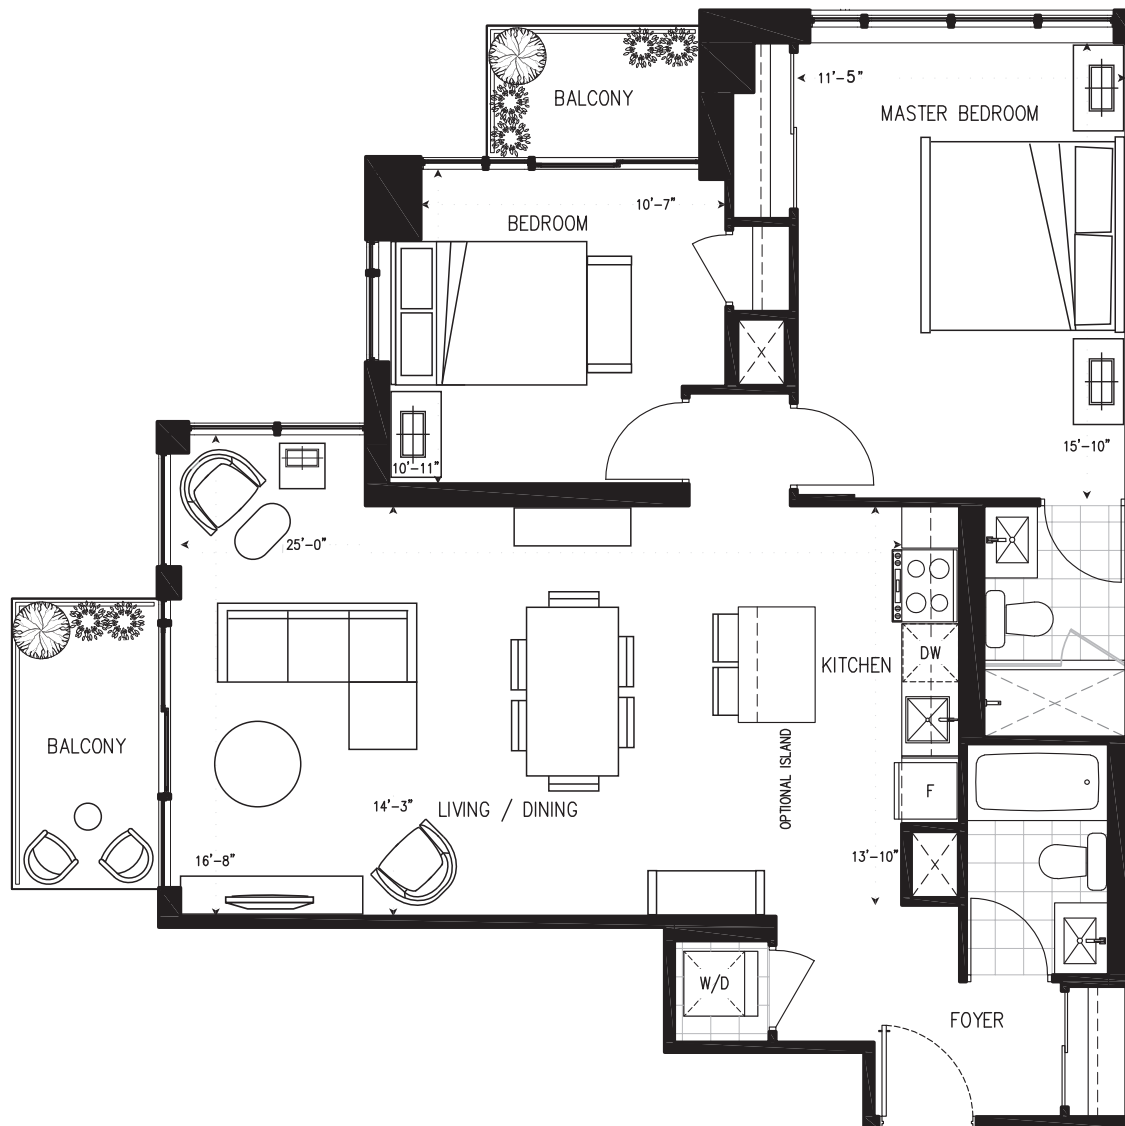 11'-5"
BALCONY
MASTER BEDROOM
10'-7"
BEDROOM
X
15'-10"
10'-11"
25'-0"
KITCHEN
DW
BALCONY
OPTIONAL ISLAND
F
14'-3"
LIVING / DINING
16'-8"
13'-10"
X
W/D
FOYER